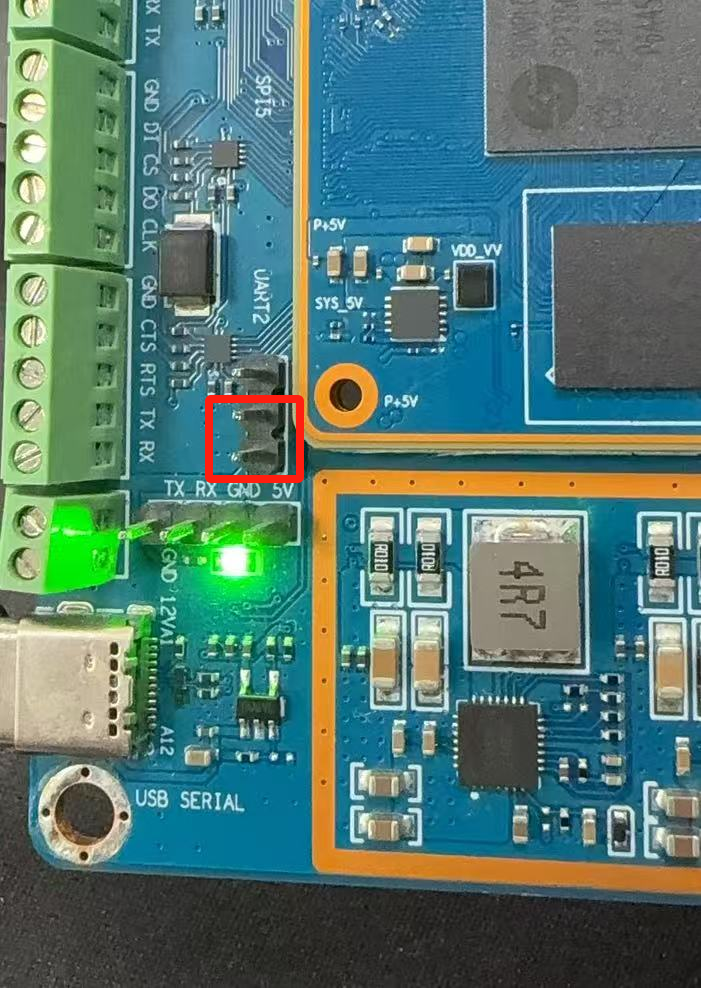 RX TX
SPI5
GND DI CS DO CLK
UART2
GND CTS RTS TX RX
P+5V
VDD_VV
SYS_5V
P+5V
TX RX GND 5V
GND 12V
R010
R010
R010
4R7
USB SERIAL